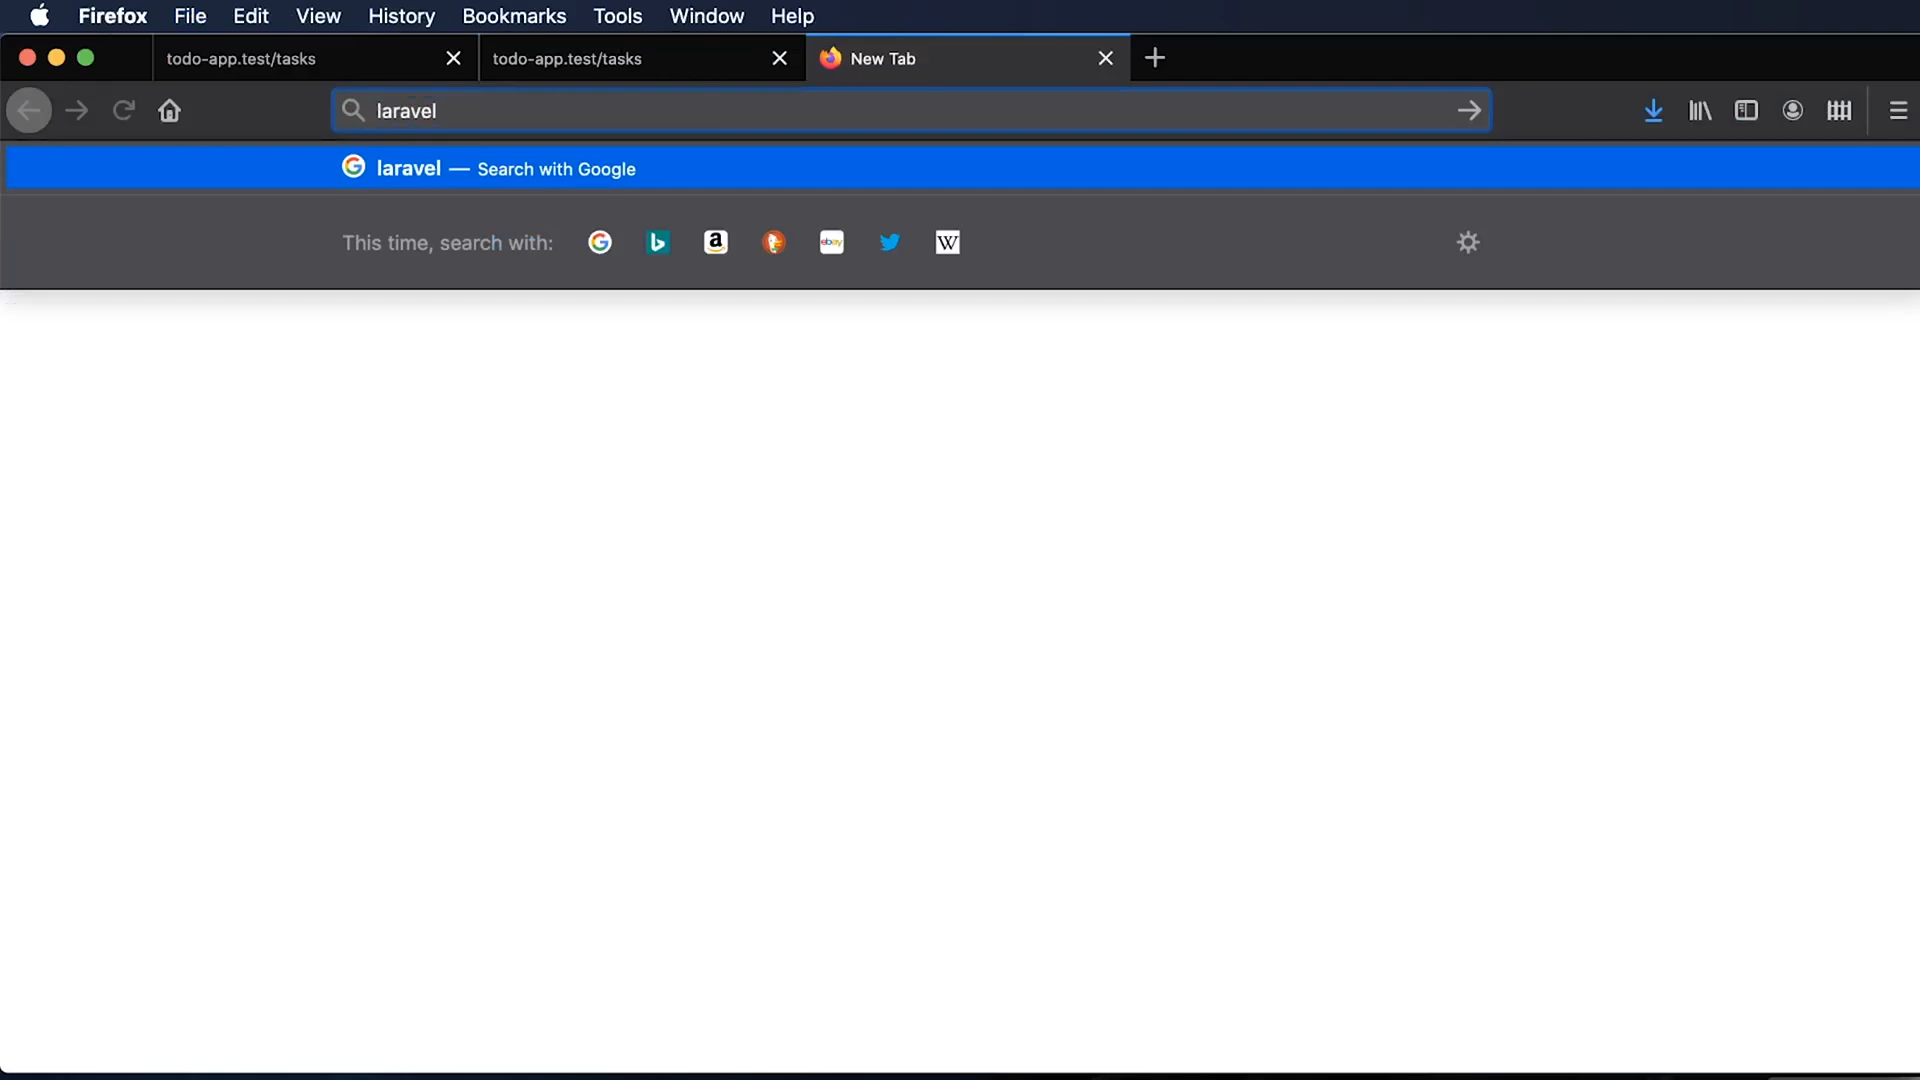 Firefox File Edit View History Bookmarks Tools Window Help
todo-app.test/tasks todo-app.test/tasks New Tab
laravel
laravel — Search with Google
This time, search with: b a ebay W